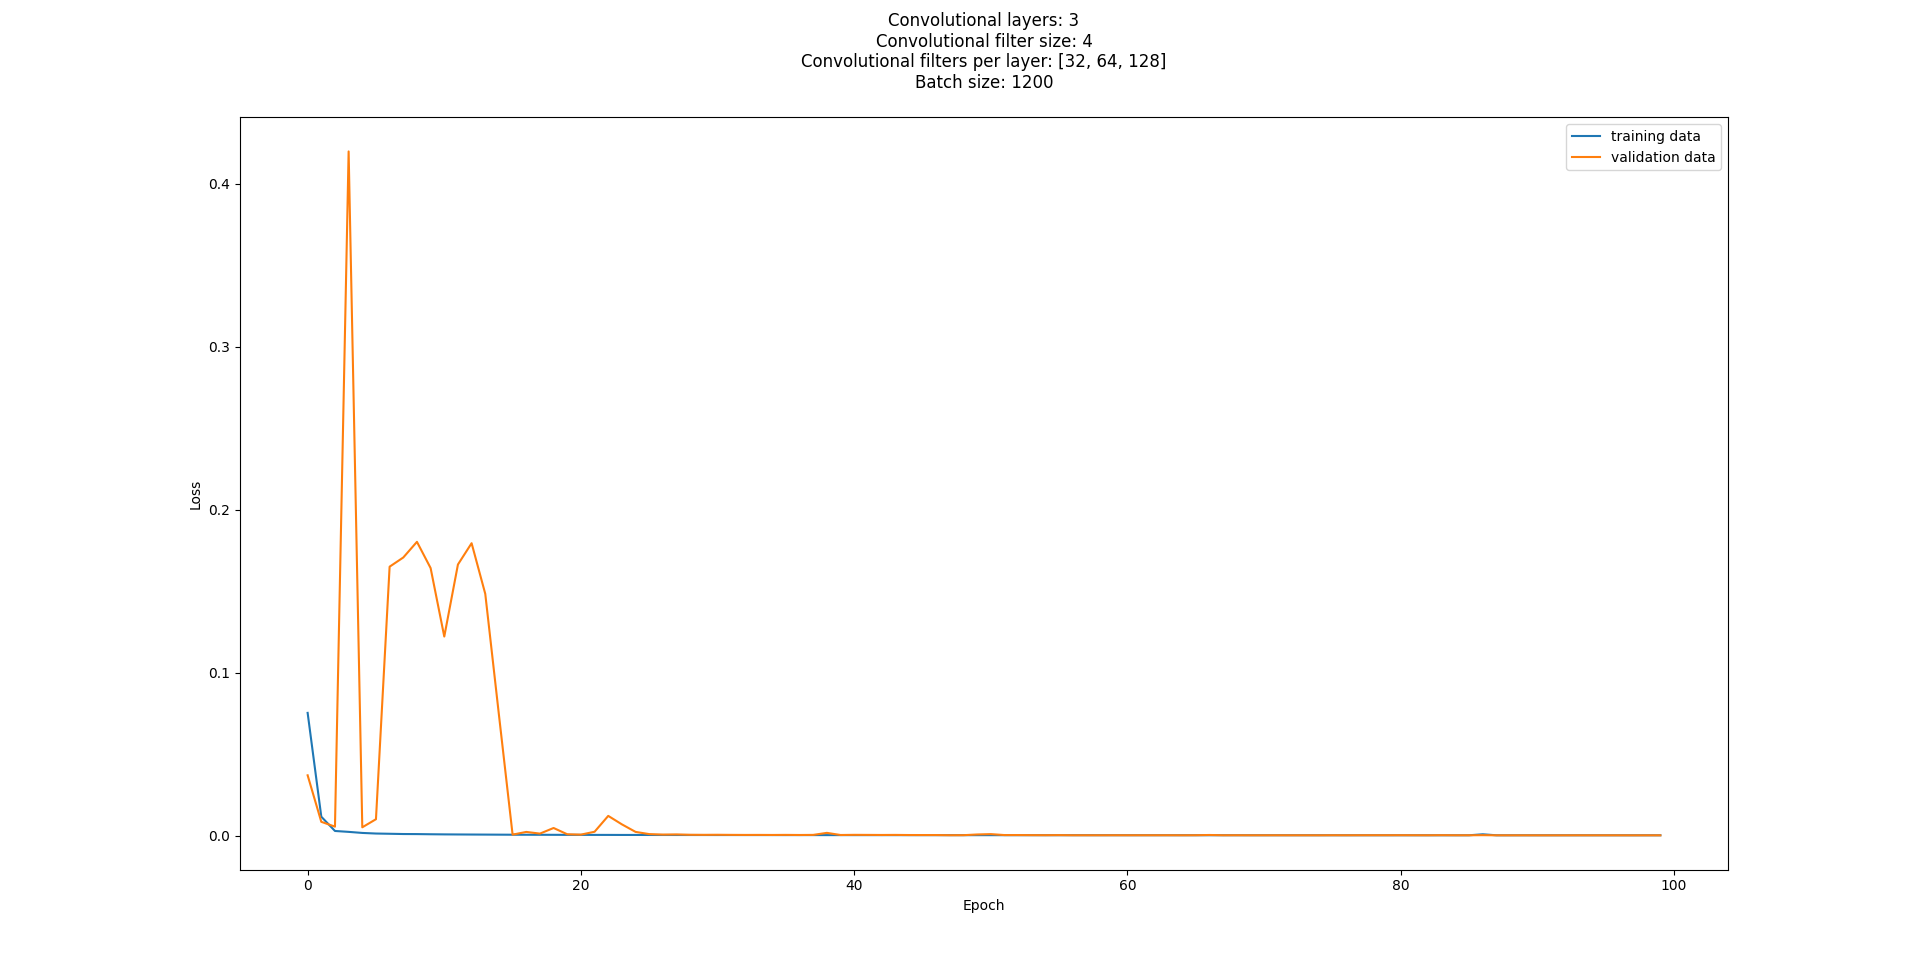 Convolutional layers: 3
Convolutional filter size: 4
Convolutional filters per layer: [32, 64, 128]
Batch size: 1200
training data
validation data
0.4
0.3
0.2
0.1
0.0
Loss
0 20 40 60 80 100
Epoch